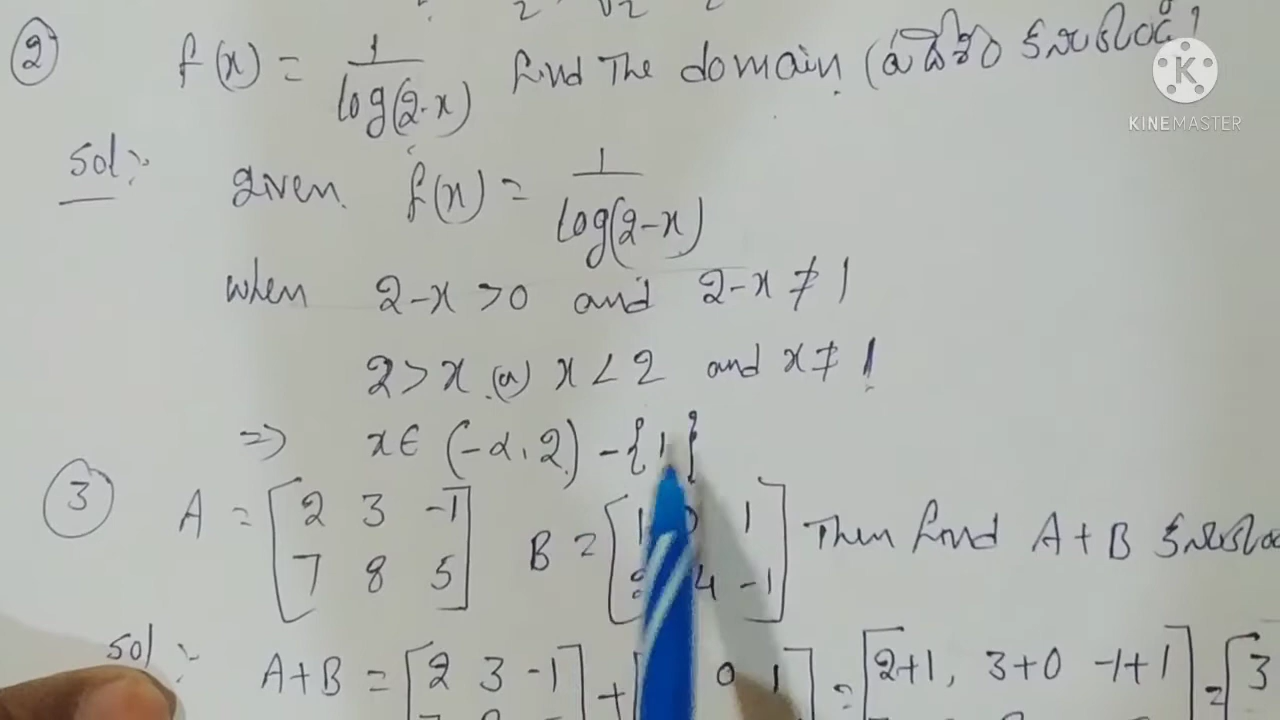 ② f(x) = 1/log(2-x) find The domain (ప్రదేశం కనుగొండి)
KINEMASTER
Sol:- given f(x) = 1/log(2-x)
when 2-x >0 and 2-x ≠ 1
2 > x (or) x < 2 and x ≠ 1
=> x∈ (-α, 2) - {1}
③ A = [2 3 -1; 7 8 5] B = [1 0 1; 4 -1] Then find A+B
Sol:- A+B = [2 3 -1] + [0 1] = [2+1, 3+0 -1+1] = [3